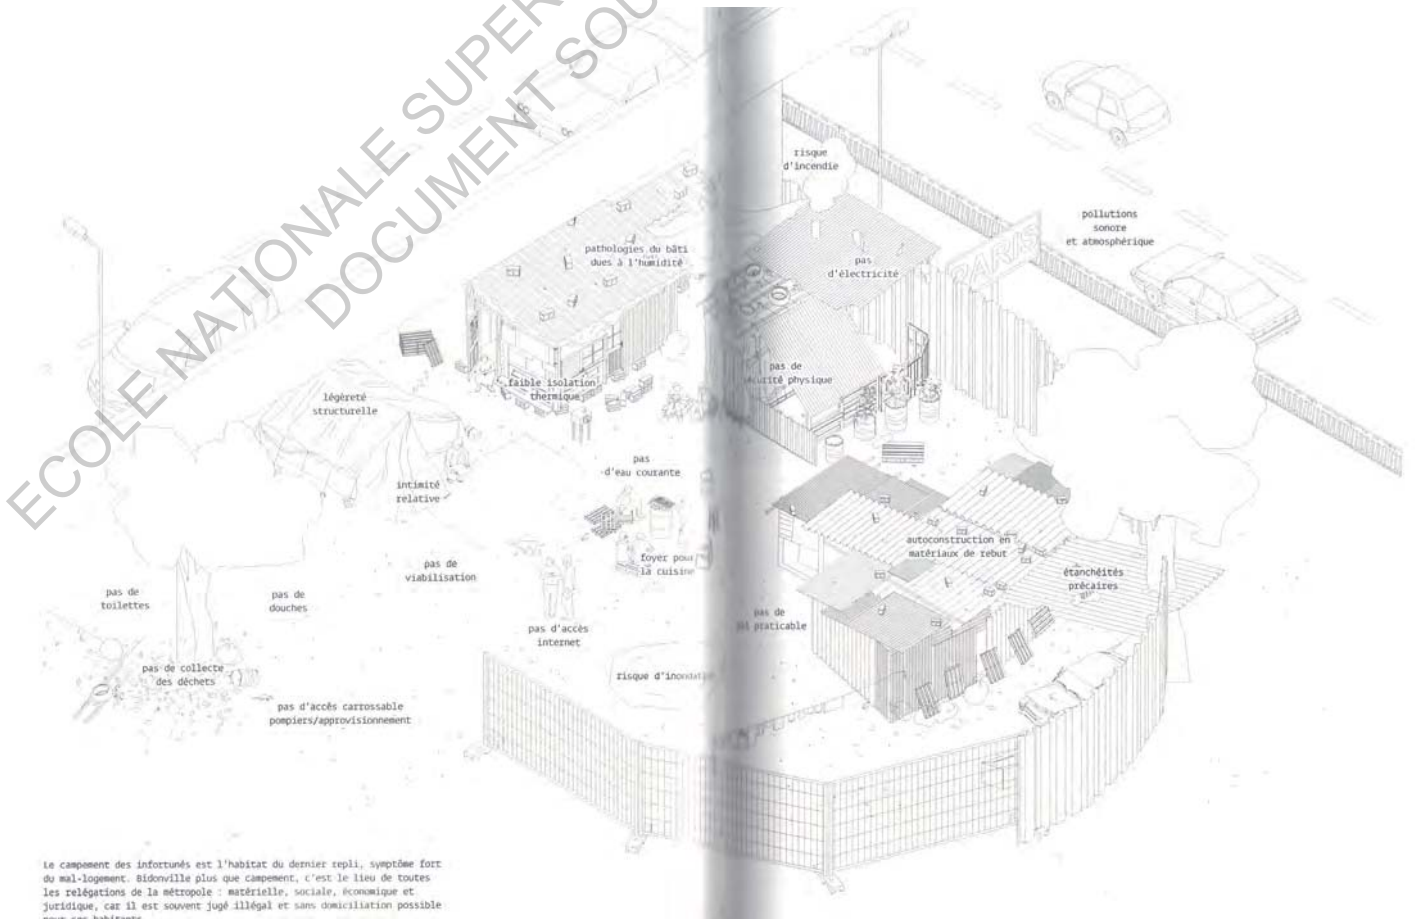 ECOLE NATIONALE SUPER
DOCUMENT SOU
risque
d'incendie
pollutions
sonore
et atmosphérique
PARIS
pathologies du bâti
dues à l'humidité
pas
d'électricité
pas de
sécurité physique
faible isolation
thermique
légèreté
structurelle
pas
d'eau courante
intimité
relative
autoconstruction en
matériaux de rebut
étanchéités
précaires
foyer pour
la cuisine
pas de
viabilisation
pas de
toilettes
pas de
douches
pas d'accès
internet
pas de
praticable
pas de collecte
des déchets
risque d'inondation
pas d'accès carrossable
pompiers/approvisionnement
Le campement des infortunés est l'habitat du dernier repli, symptôme fort
du mal-logement. Bidonville plus que campement, c'est le lieu de toutes
les relégations de la métropole : matérielle, sociale, économique et
juridique, car il est souvent jugé illégal et sans domiciliation possible
pour ses habitants